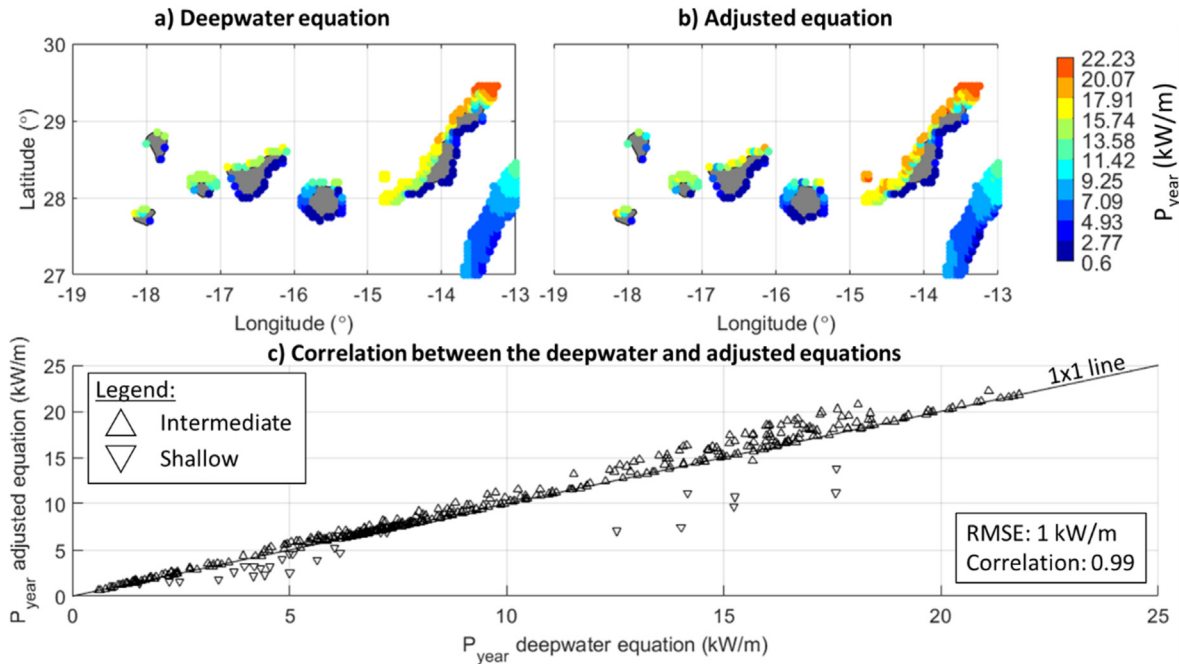 a) Deepwater equation
b) Adjusted equation
30
29
28
27
Latitude (°)
-19 -18 -17 -16 -15 -14 -13
Longitude (°)
-19 -18 -17 -16 -15 -14 -13
Longitude (°)
22.23
20.07
17.91
15.74
13.58
11.42
9.25
7.09
4.93
2.77
0.6
P year (kW/m)
c) Correlation between the deepwater and adjusted equations
25
20
15
10
5
0
P year adjusted equation (kW/m)
Legend:
Intermediate
Shallow
1x1 line
RMSE: 1 kW/m
Correlation: 0.99
0 5 10 15 20 25
P year deepwater equation (kW/m)